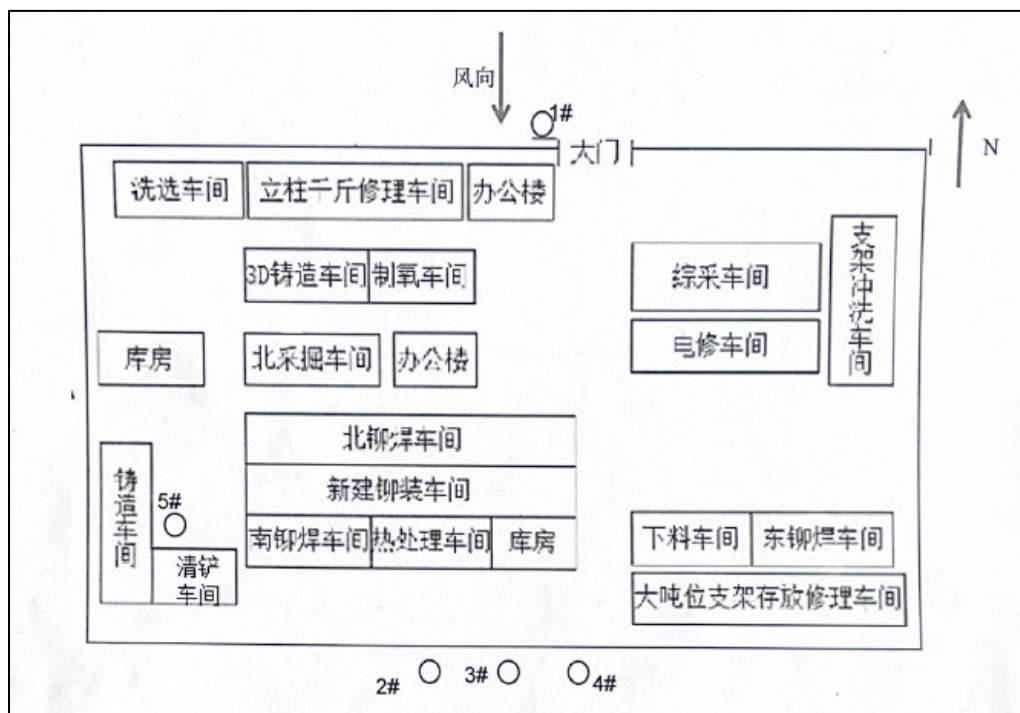 风向
1#
大门
N
洗选车间
立柱千斤修理车间
办公楼
支架冲洗车间
3D铸造车间
制氧车间
综采车间
库房
北采掘车间
办公楼
电修车间
北铆焊车间
铸造车间
5#
新建铆装车间
南铆焊车间
热处理车间
库房
下料车间
东铆焊车间
清铲
车间
大吨位支架存放修理车间
2#
3#
4#